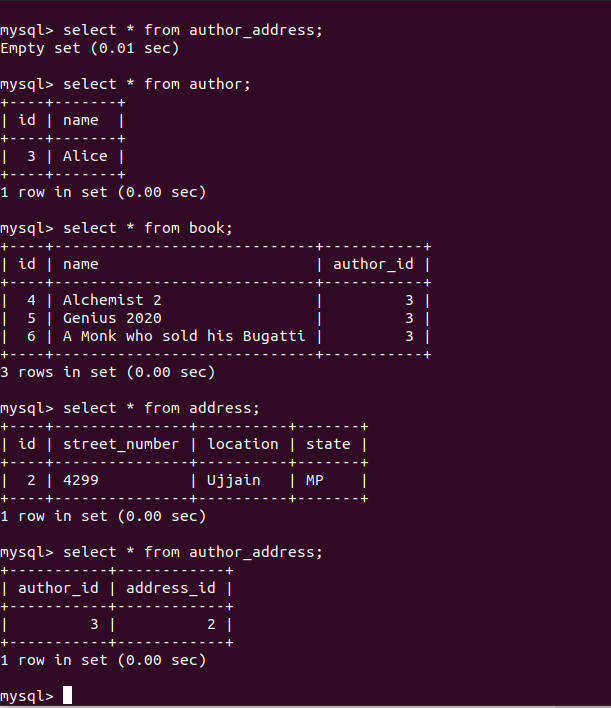 mysql> select * from author_address;
Empty set (0.01 sec)

mysql> select * from author;
+----+-------+
| id | name  |
+----+-------+
|  3 | Alice |
+----+-------+
1 row in set (0.00 sec)

mysql> select * from book;
+----+-----------------------------+-----------+
| id | name                        | author_id |
+----+-----------------------------+-----------+
|  4 | Alchemist 2                 |         3 |
|  5 | Genius 2020                 |         3 |
|  6 | A Monk who sold his Bugatti |         3 |
+----+-----------------------------+-----------+
3 rows in set (0.00 sec)

mysql> select * from address;
+----+---------------+----------+-------+
| id | street_number | location | state |
+----+---------------+----------+-------+
|  2 | 4299          | Ujjain   | MP    |
+----+---------------+----------+-------+
1 row in set (0.00 sec)

mysql> select * from author_address;
+-----------+------------+
| author_id | address_id |
+-----------+------------+
|         3 |          2 |
+-----------+------------+
1 row in set (0.00 sec)

mysql>